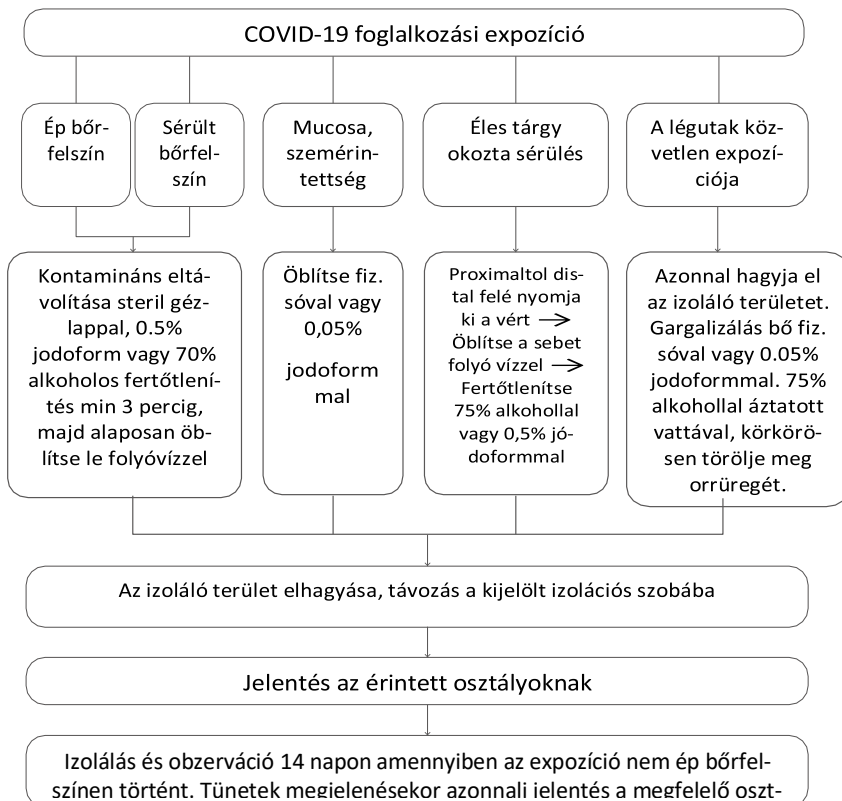 COVID-19 foglalkozási expozíció
Ép bőr-
felszín
Sérült
bőrfel-
szín
Mucosa,
szemérin-
tettség
Éles tárgy
okozta sérülés
A légutak köz-
vetlen expozí-
ciója
Kontamináns eltá-
volítása steril géz-
lappal, 0.5%
jodoform vagy 70%
alkoholos fertőtlení-
tés min 3 percig,
majd alaposan öb-
lítse le folyóvízzel
Öblítse fiz.
sóval vagy
0,05%
jodoform
mal
Proximaltol dis-
tal felé nyomja
ki a vért →
Öblítse a sebet
folyó vízzel →
Fertőtlenítse
75% alkohollal
vagy 0,5% jó-
doformmal
Azonnal hagyja el
az izoláló területet.
Gargalizálás bő fiz.
sóval vagy 0.05%
jodoformmal. 75%
alkohollal áztatott
vattával, körkörö-
sen törölje meg
orrüregét.
Az izoláló terület elhagyása, távozás a kijelölt izolációs szobába
Jelentés az érintett osztályoknak
Izolálás és obzerváció 14 napon amennyiben az expozíció nem ép bőrfel-
színen történt. Tünetek megjelenésekor azonnali jelentés a megfelelő oszt-